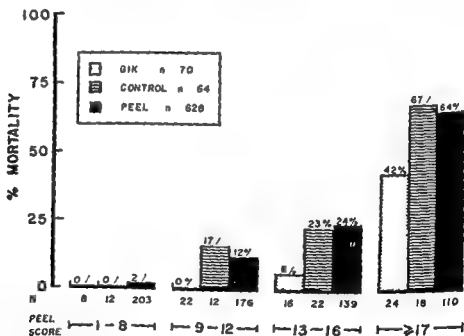 100
75
50
25
0
% MORTALITY
GIK n 70
CONTROL n 64
PEEL n 628
0/ 0/ 2/
0% 17/ 12%
23% 24%
42% 67/ 64%
N 8 12 203 22 12 176 16 22 139 24 18 110
PEEL SCORE 1-8 9-12 13-16 ≥17